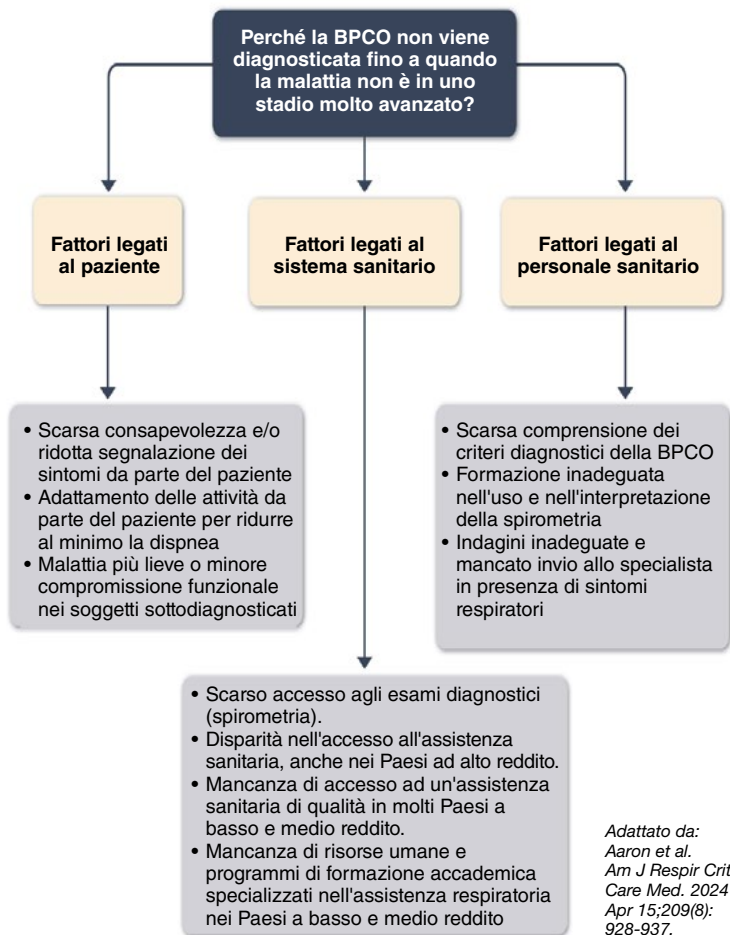 Perché la BPCO non viene
diagnosticata fino a quando
la malattia non è in uno
stadio molto avanzato?
Fattori legati
al paziente
Fattori legati al
sistema sanitario
Fattori legati al
personale sanitario
• Scarsa consapevolezza e/o
ridotta segnalazione dei
sintomi da parte del paziente
• Adattamento delle attività da
parte del paziente per ridurre
al minimo la dispnea
• Malattia più lieve o minore
compromissione funzionale
nei soggetti sottodiagnosticati
• Scarsa comprensione dei
criteri diagnostici della BPCO
• Formazione inadeguata
nell'uso e nell'interpretazione
della spirometria
• Indagini inadeguate e
mancato invio allo specialista
in presenza di sintomi
respiratori
• Scarso accesso agli esami diagnostici
(spirometria).
• Disparità nell'accesso all'assistenza
sanitaria, anche nei Paesi ad alto reddito.
• Mancanza di accesso ad un'assistenza
sanitaria di qualità in molti Paesi a
basso e medio reddito.
• Mancanza di risorse umane e
programmi di formazione accademica
specializzati nell'assistenza respiratoria
nei Paesi a basso e medio reddito
Adattato da:
Aaron et al.
Am J Respir Crit
Care Med. 2024
Apr 15;209(8):
928-937.